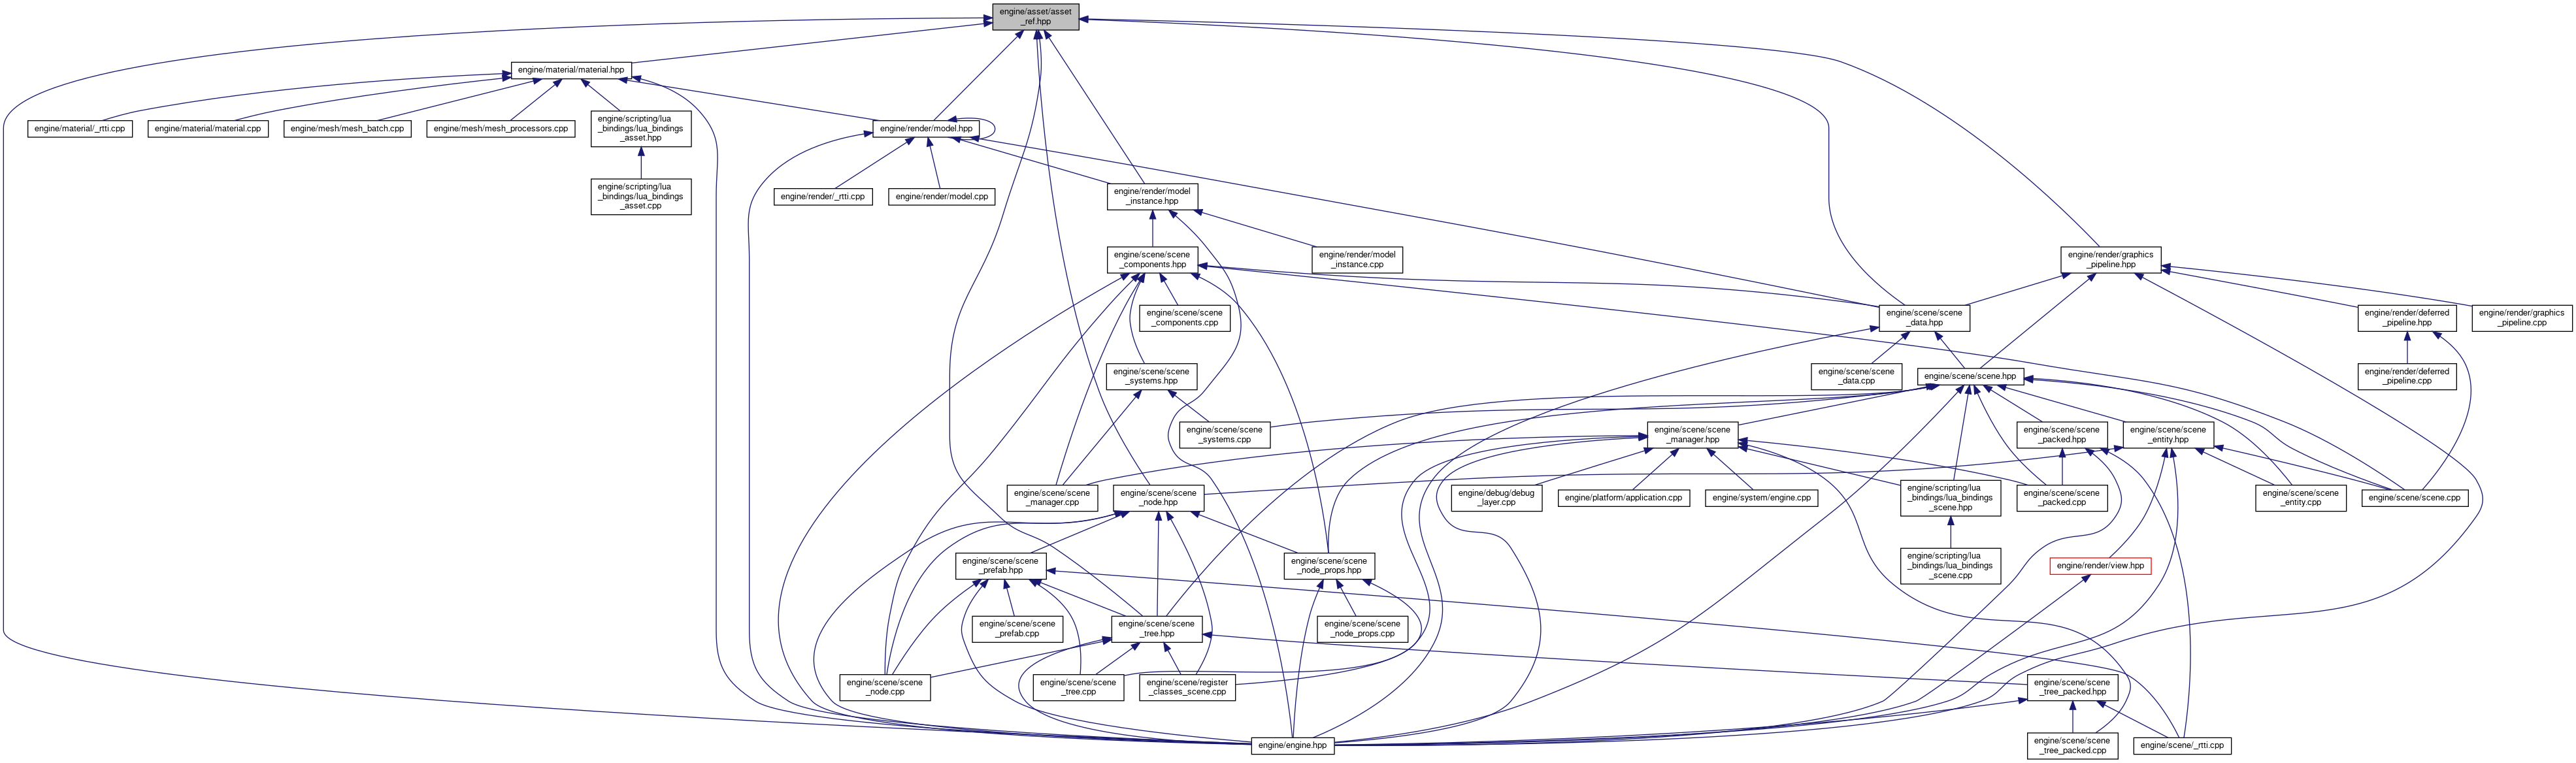 engine/asset/asset
_ref.hpp
engine/material/material.hpp
engine/material/_rtti.cpp
engine/material/material.cpp
engine/mesh/mesh_batch.cpp
engine/mesh/mesh_processors.cpp
engine/scripting/lua
_bindings/lua_bindings
_asset.hpp
engine/render/model.hpp
engine/scripting/lua
_bindings/lua_bindings
_asset.cpp
engine/render/_rtti.cpp
engine/render/model.cpp
engine/render/model
_instance.hpp
engine/scene/scene
_components.hpp
engine/render/model
_instance.cpp
engine/render/graphics
_pipeline.hpp
engine/scene/scene
_components.cpp
engine/scene/scene
_data.hpp
engine/render/deferred
_pipeline.hpp
engine/render/graphics
_pipeline.cpp
engine/scene/scene
_systems.hpp
engine/scene/scene
_data.cpp
engine/scene/scene.hpp
engine/render/deferred
_pipeline.cpp
engine/scene/scene
_systems.cpp
engine/scene/scene
_manager.hpp
engine/scene/scene
_packed.hpp
engine/scene/scene
_entity.hpp
engine/scene/scene
_manager.cpp
engine/scene/scene
_node.hpp
engine/debug/debug
_layer.cpp
engine/platform/application.cpp
engine/system/engine.cpp
engine/scripting/lua
_bindings/lua_bindings
_scene.hpp
engine/scene/scene
_packed.cpp
engine/scene/scene
_entity.cpp
engine/scene/scene.cpp
engine/scene/scene
_prefab.hpp
engine/scene/scene
_node_props.hpp
engine/scripting/lua
_bindings/lua_bindings
_scene.cpp
engine/render/view.hpp
engine/scene/scene
_prefab.cpp
engine/scene/scene
_tree.hpp
engine/scene/scene
_node_props.cpp
engine/scene/scene
_node.cpp
engine/scene/scene
_tree.cpp
engine/scene/register
_classes_scene.cpp
engine/scene/scene
_tree_packed.hpp
engine/engine.hpp
engine/scene/scene
_tree_packed.cpp
engine/scene/_rtti.cpp